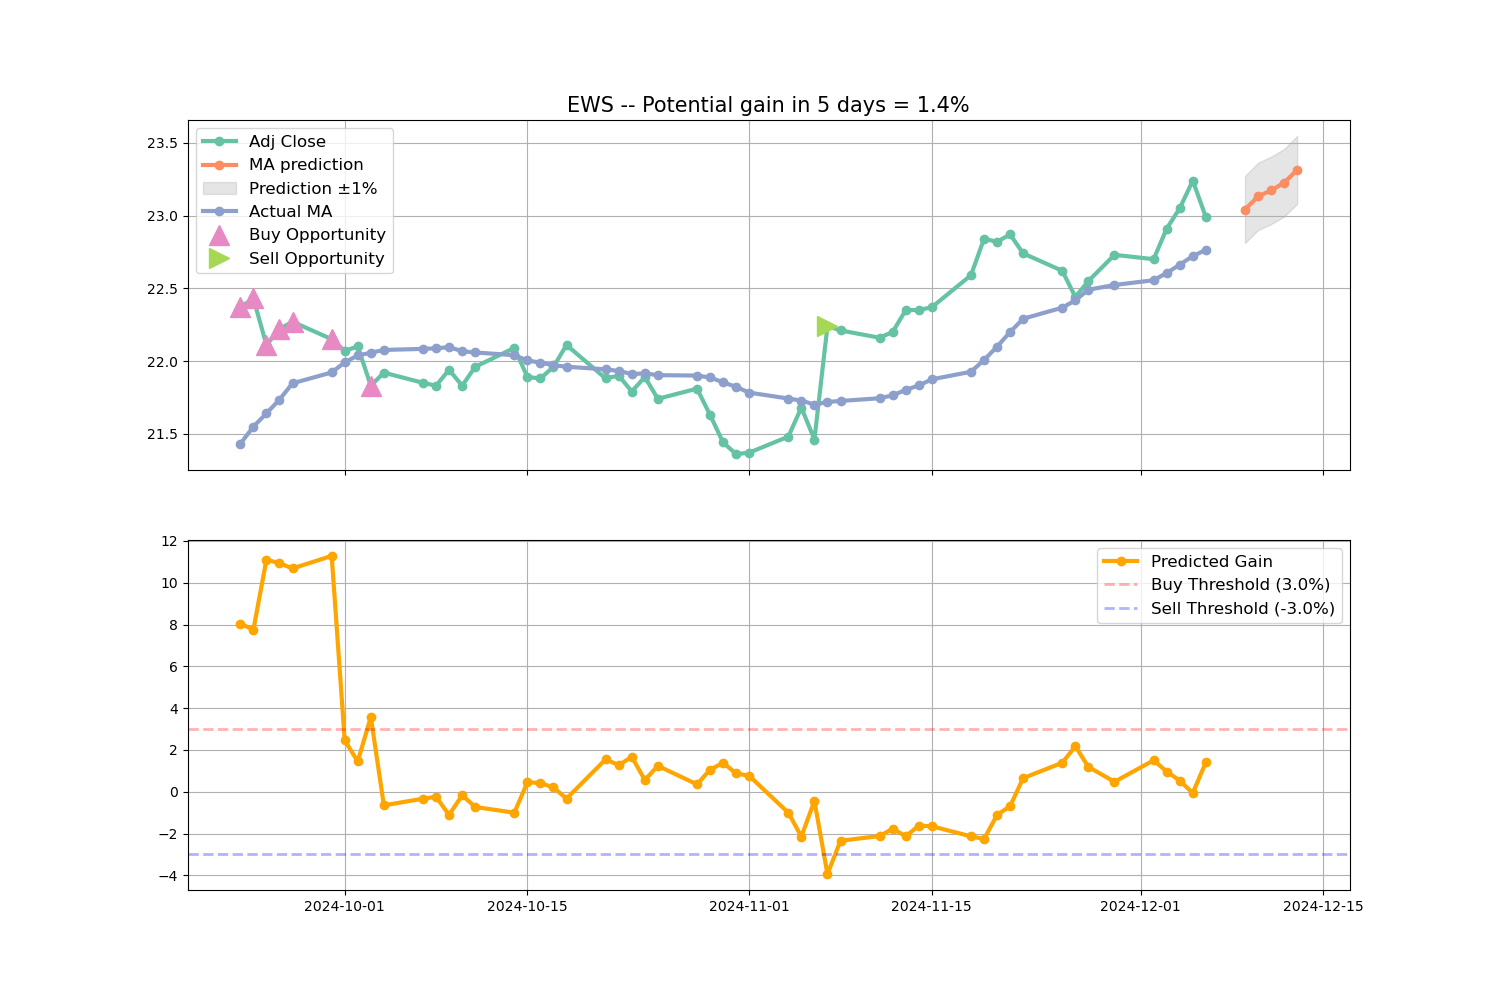 EWS -- Potential gain in 5 days = 1.4%
23.5
23.0
22.5
22.0
21.5
Adj Close
MA prediction
Prediction ±1%
Actual MA
Buy Opportunity
Sell Opportunity
12
10
8
6
4
2
0
−2
−4
Predicted Gain
Buy Threshold (3.0%)
Sell Threshold (-3.0%)
2024-10-01 2024-10-15 2024-11-01 2024-11-15 2024-12-01 2024-12-15